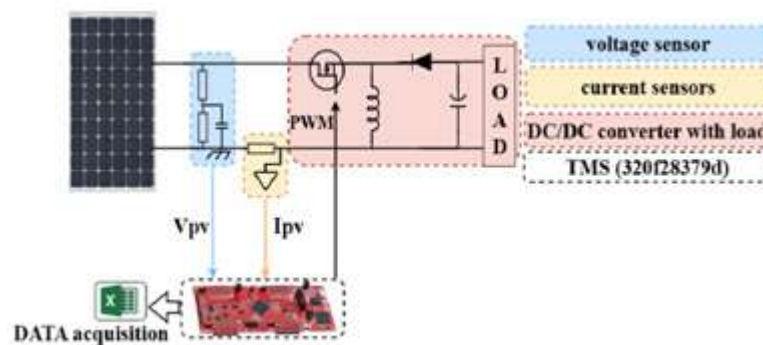 voltage sensor
current sensors
DC/DC converter with load
TMS (320f28379d)
L
O
A
D
PWM
Vpv
Ipv
X
DATA acquisition